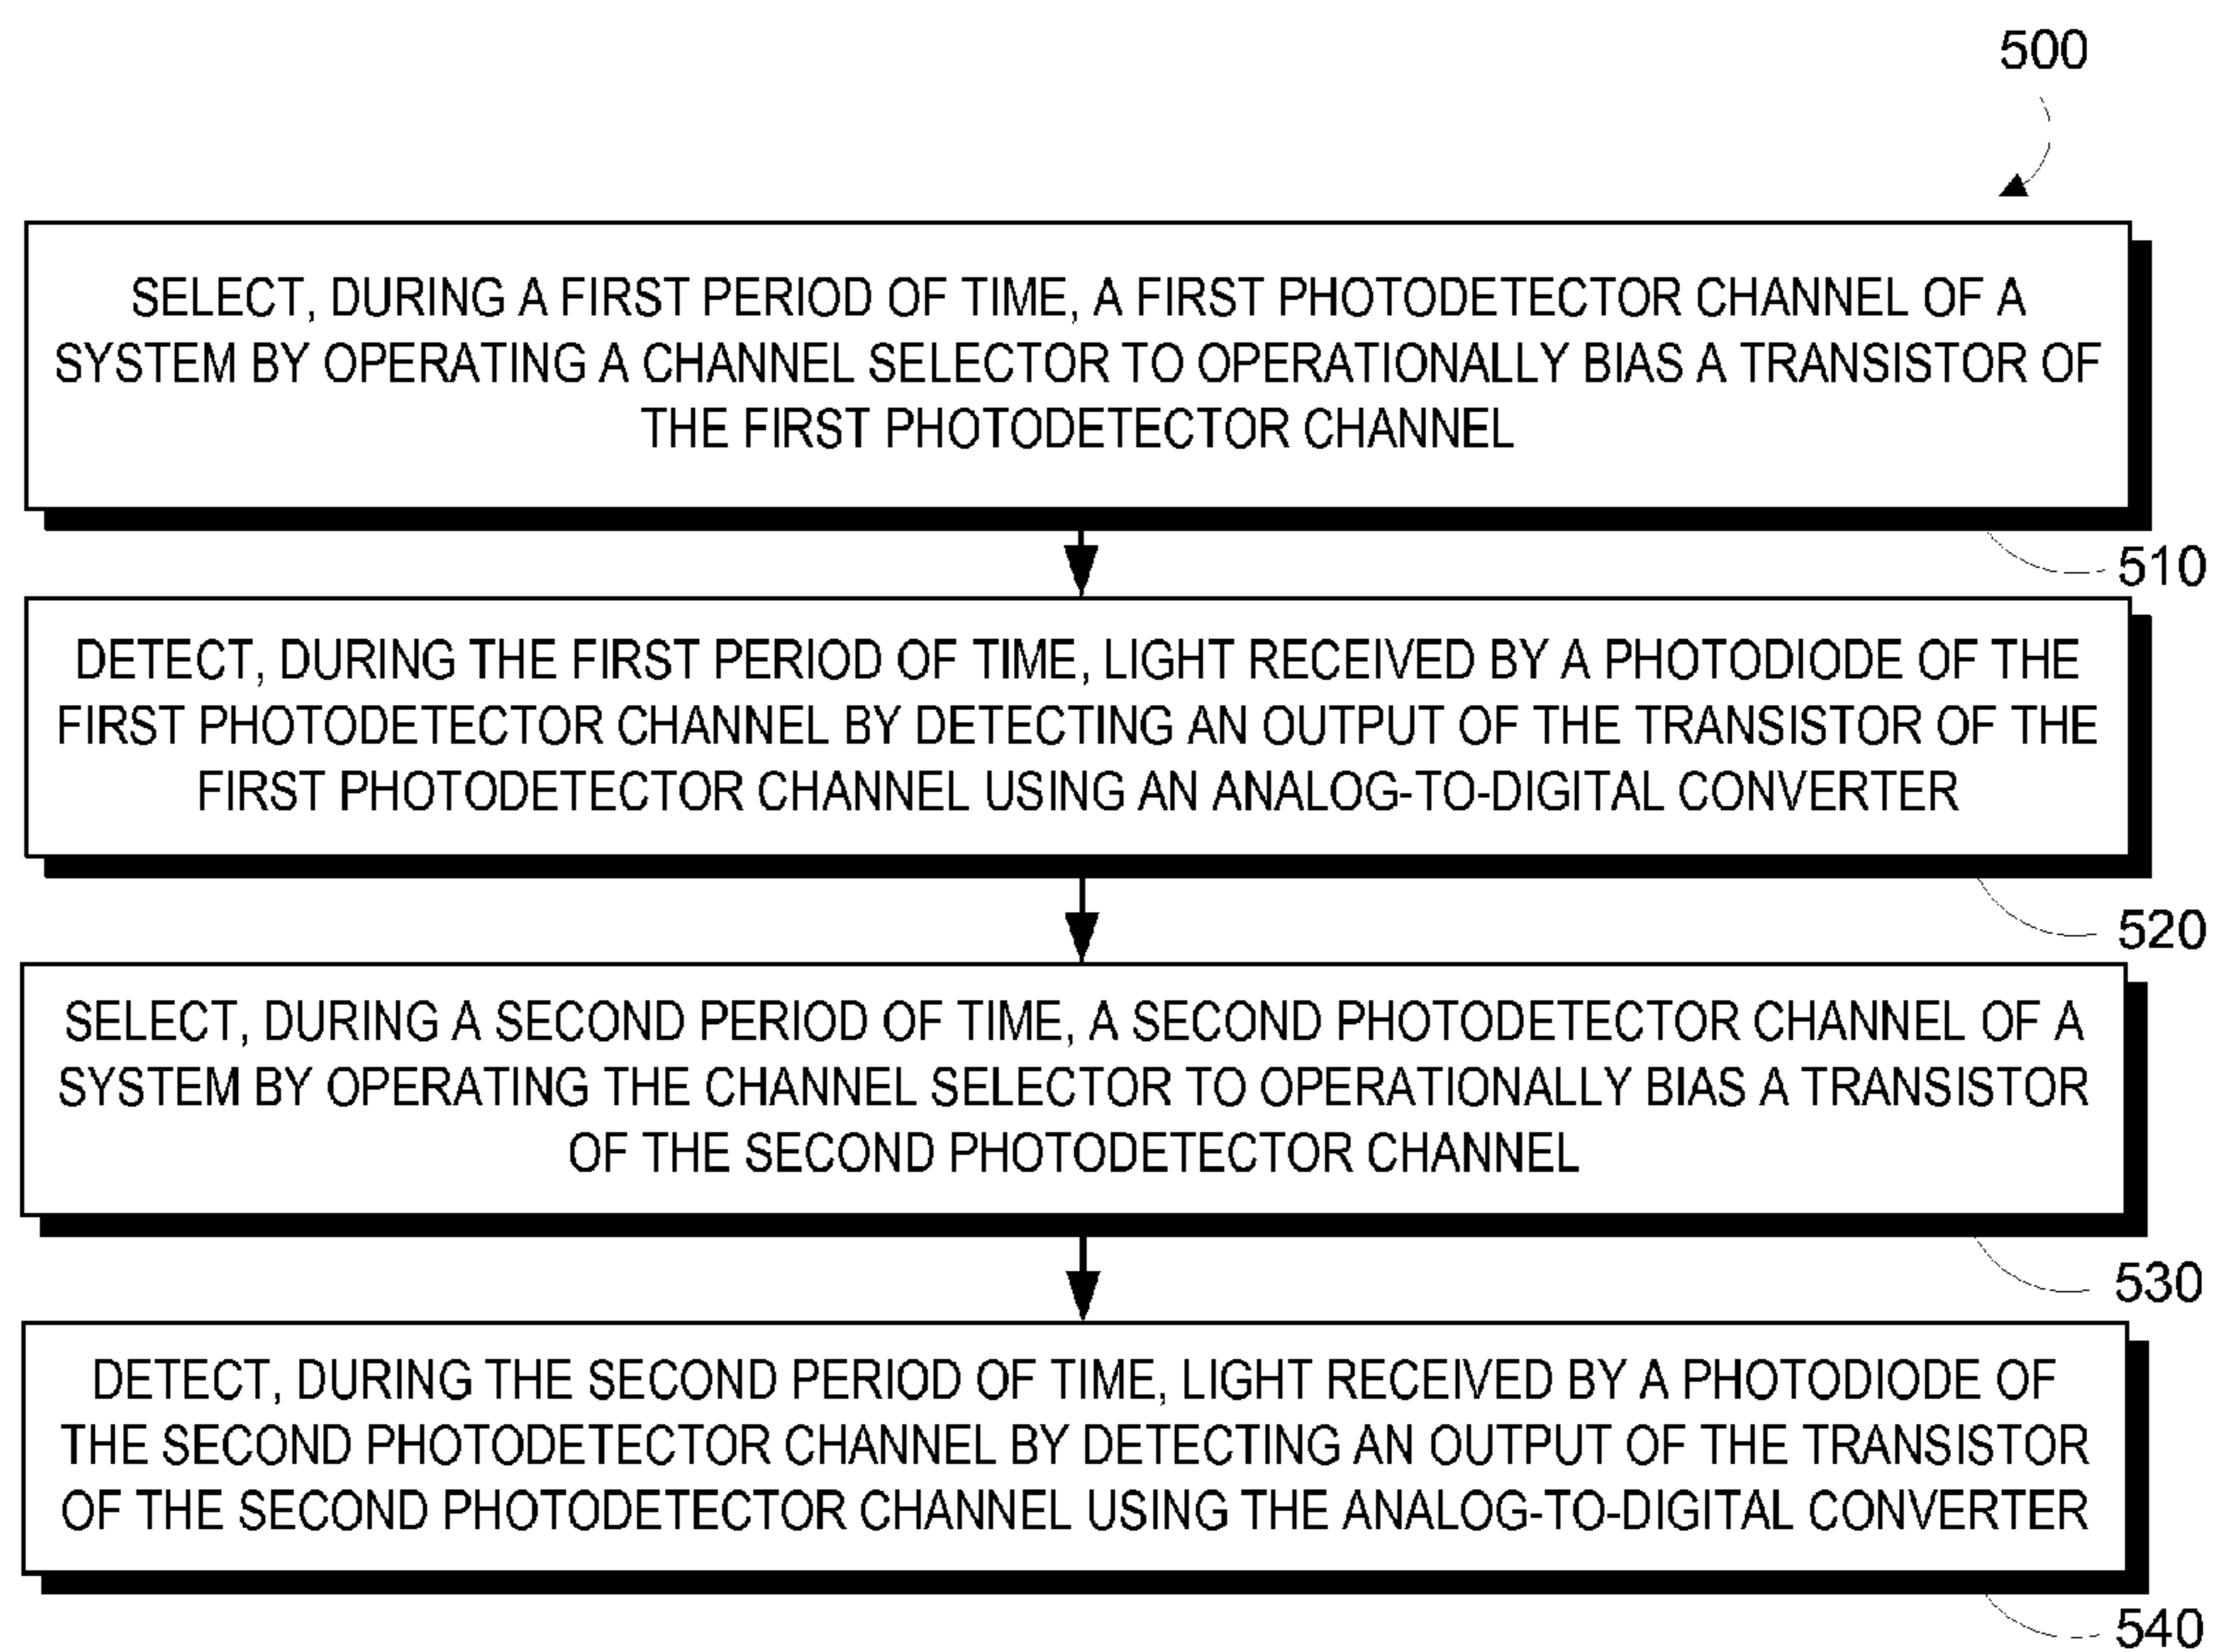 500
SELECT, DURING A FIRST PERIOD OF TIME, A FIRST PHOTODETECTOR CHANNEL OF A
SYSTEM BY OPERATING A CHANNEL SELECTOR TO OPERATIONALLY BIAS A TRANSISTOR OF
THE FIRST PHOTODETECTOR CHANNEL
510
DETECT, DURING THE FIRST PERIOD OF TIME, LIGHT RECEIVED BY A PHOTODIODE OF THE
FIRST PHOTODETECTOR CHANNEL BY DETECTING AN OUTPUT OF THE TRANSISTOR OF THE
FIRST PHOTODETECTOR CHANNEL USING AN ANALOG-TO-DIGITAL CONVERTER
520
SELECT, DURING A SECOND PERIOD OF TIME, A SECOND PHOTODETECTOR CHANNEL OF A
SYSTEM BY OPERATING THE CHANNEL SELECTOR TO OPERATIONALLY BIAS A TRANSISTOR
OF THE SECOND PHOTODETECTOR CHANNEL
530
DETECT, DURING THE SECOND PERIOD OF TIME, LIGHT RECEIVED BY A PHOTODIODE OF
THE SECOND PHOTODETECTOR CHANNEL BY DETECTING AN OUTPUT OF THE TRANSISTOR
OF THE SECOND PHOTODETECTOR CHANNEL USING THE ANALOG-TO-DIGITAL CONVERTER
540